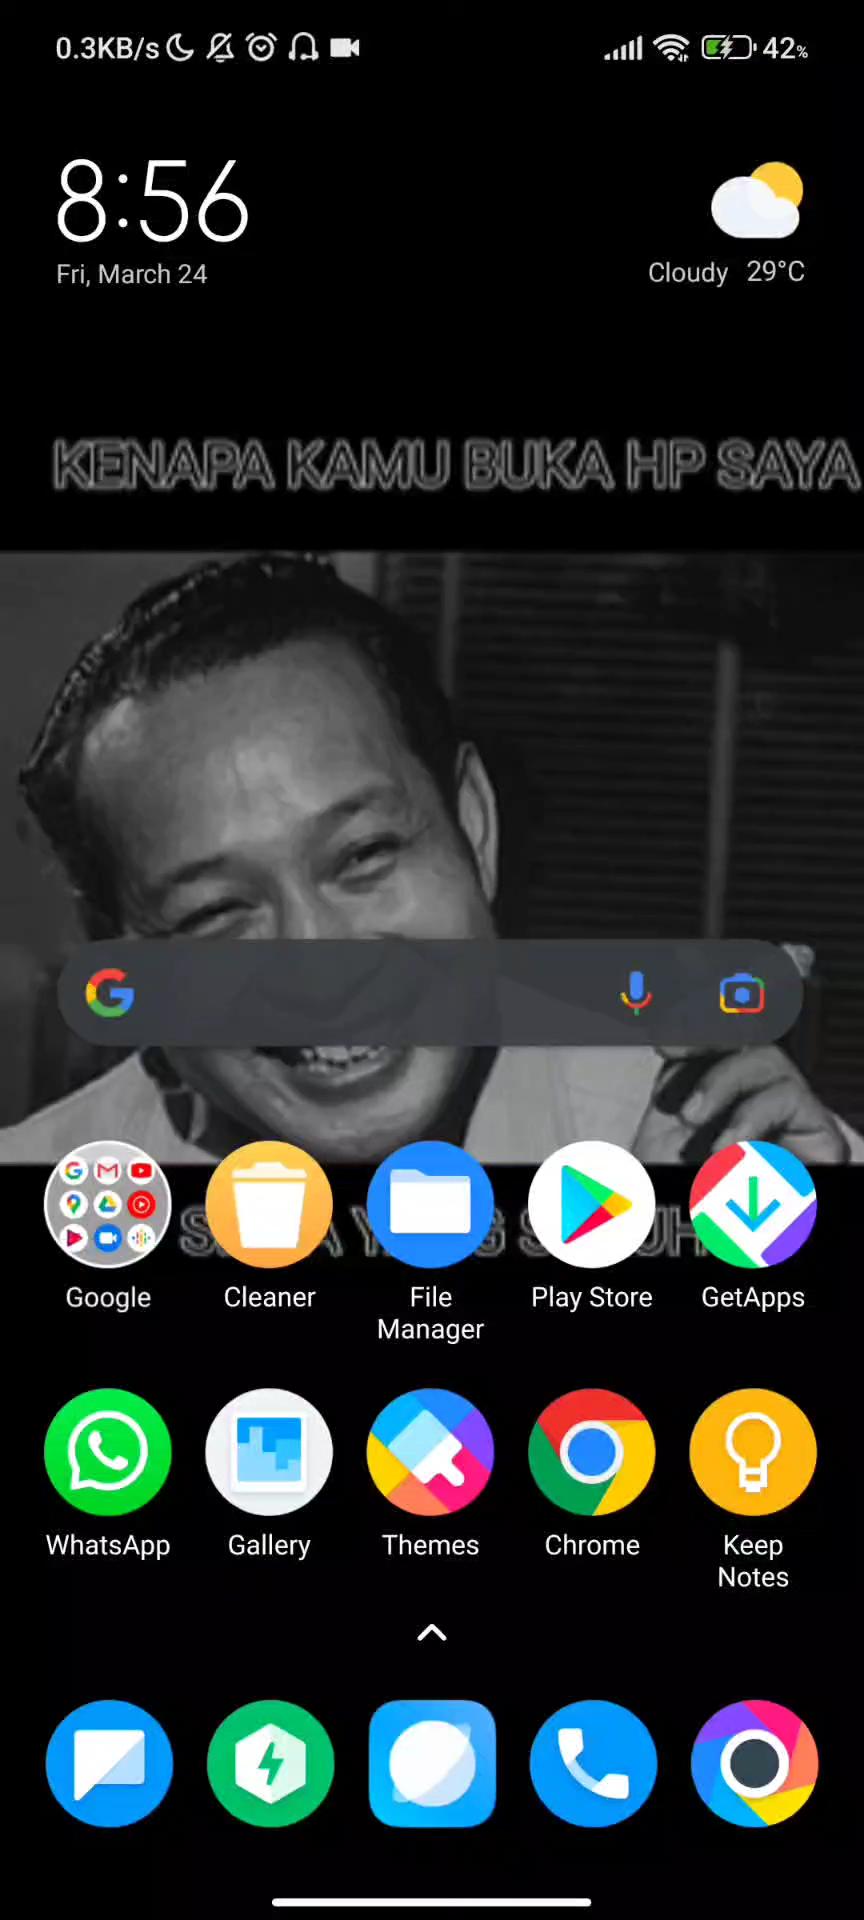 0.3KB/s 42%
8:56
Fri, March 24
Cloudy 29°C
KENAPA KAMU BUKA HP SAYA
Google Cleaner File Manager Play Store GetApps
WhatsApp Gallery Themes Chrome Keep Notes